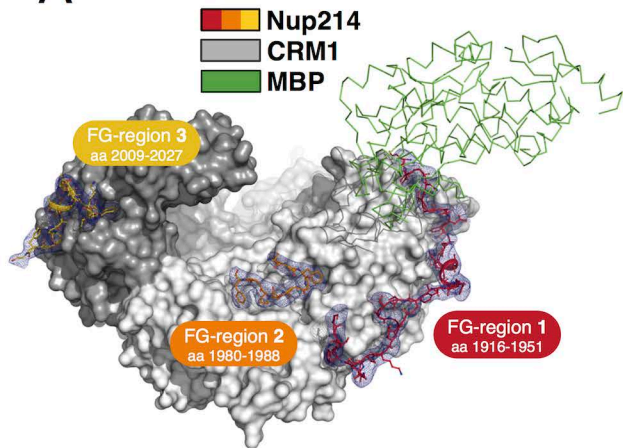 Nup214
CRM1
MBP
FG-region 3
aa 2009-2027
FG-region 2
aa 1980-1988
FG-region 1
aa 1916-1951